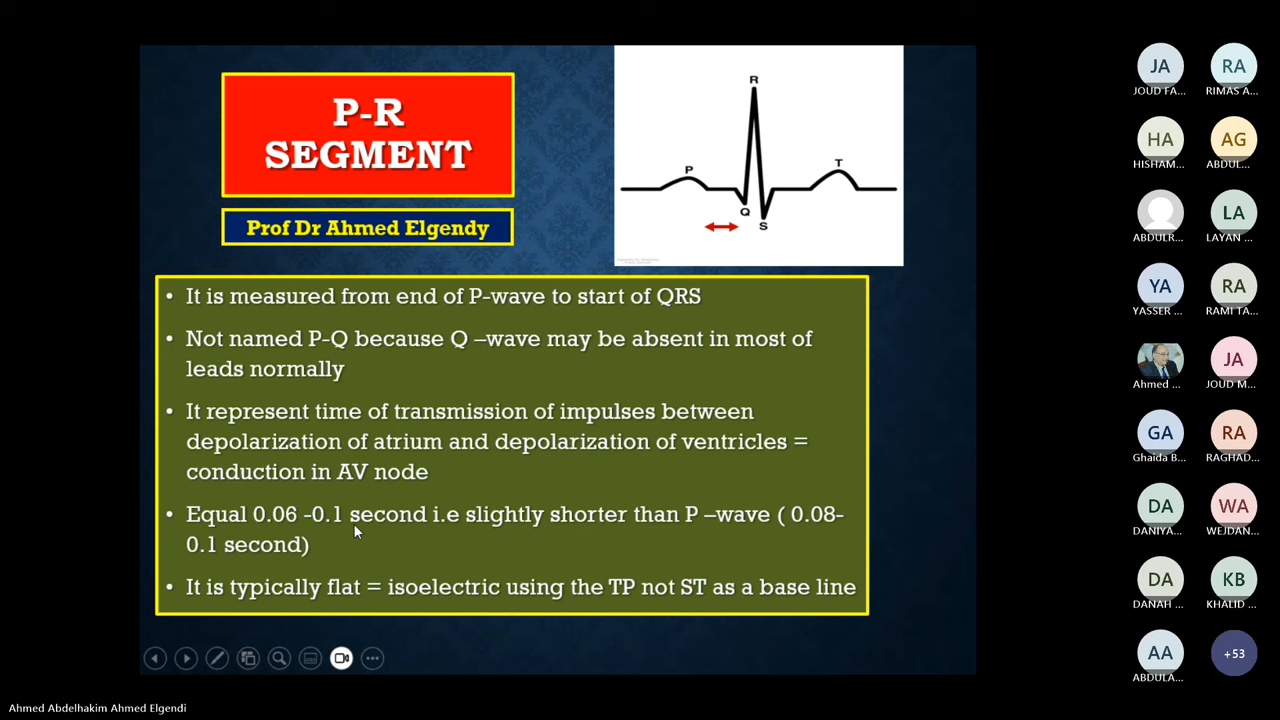 P-R
SEGMENT
Prof Dr Ahmed Elgendy
R
P
T
Q
S
• It is measured from end of P-wave to start of QRS
• Not named P-Q because Q –wave may be absent in most of
leads normally
• It represent time of transmission of impulses between
depolarization of atrium and depolarization of ventricles =
conduction in AV node
• Equal 0.06 -0.1 second i.e slightly shorter than P –wave ( 0.08-
0.1 second)
• It is typically flat = isoelectric using the TP not ST as a base line
JA
RA
JOUD FA...
RIMAS A...
HA
AG
HISHAM...
ABDUL...
LA
ABDULR...
LAYAN ...
YA
RA
YASSER ...
RAMI TA...
JA
Ahmed ...
JOUD M...
GA
RA
Ghaida B...
RAGHAD...
DA
WA
DANIYA...
WEJDAN...
DA
KB
DANAH ...
KHALID ...
AA
+53
ABDULA...
Ahmed Abdelhakim Ahmed Elgendi